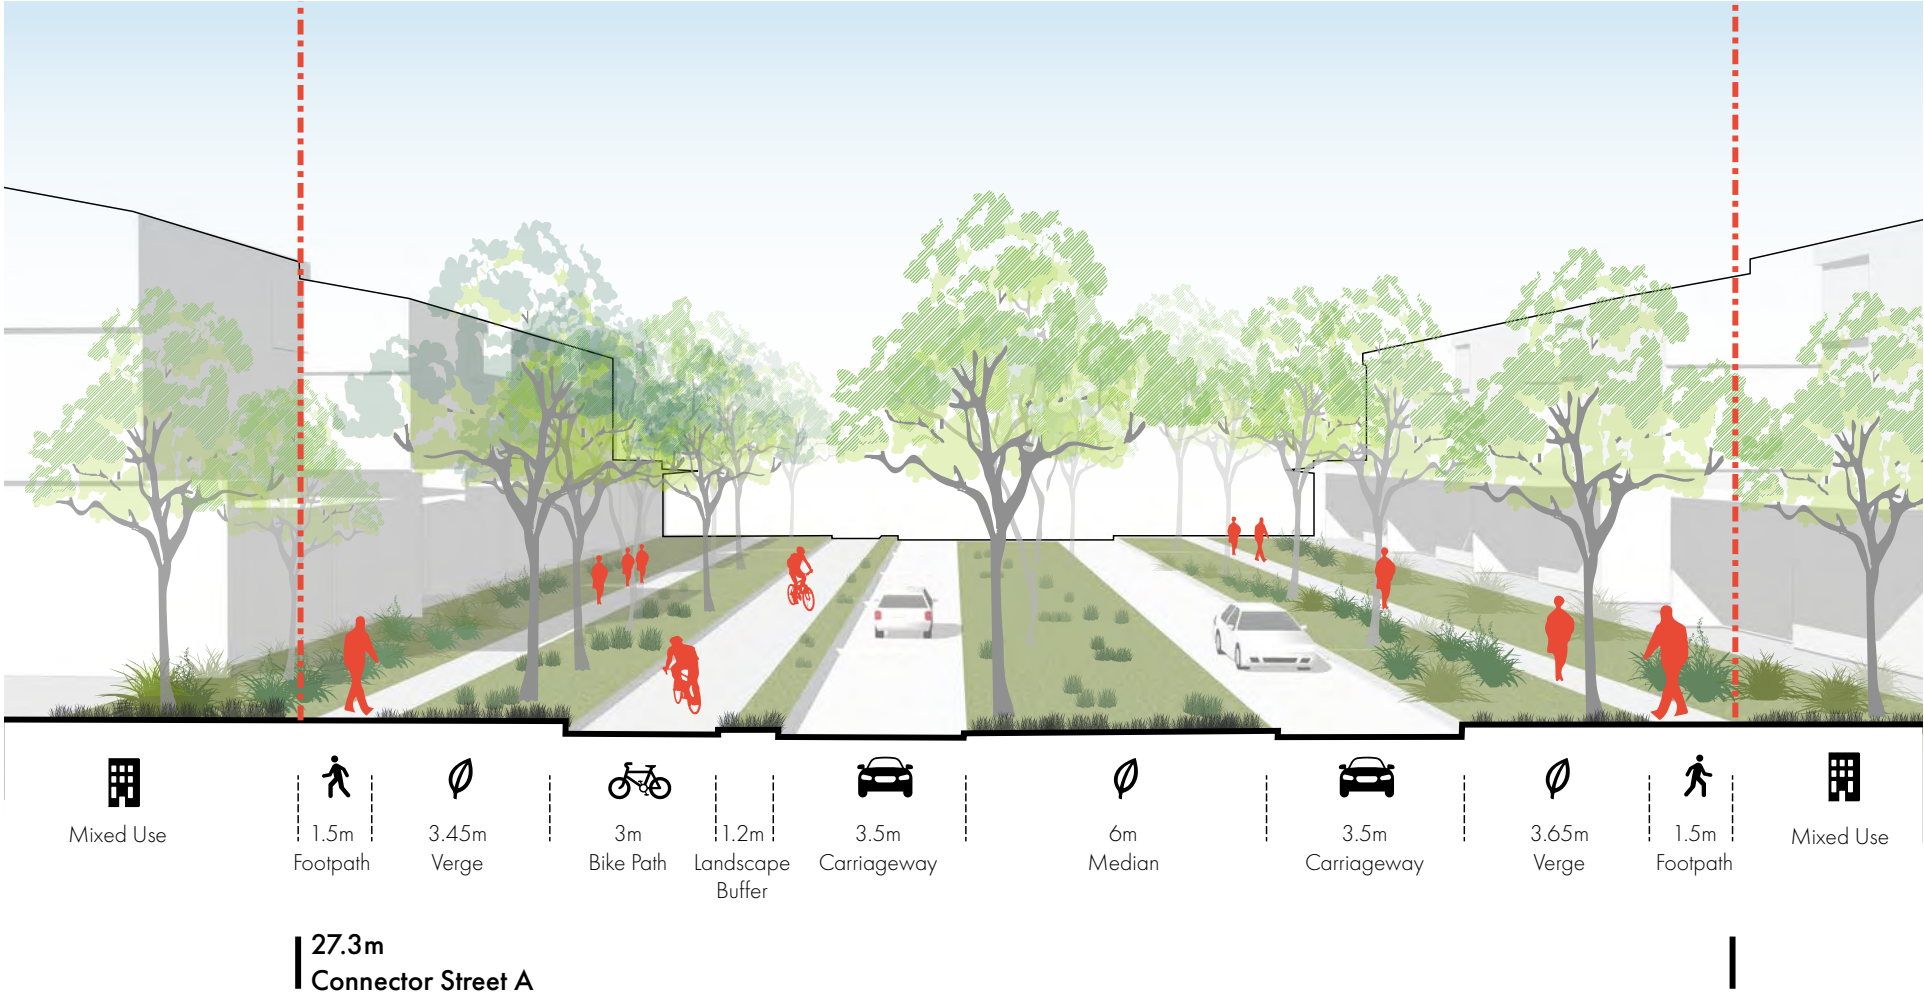 Mixed Use
1.5m
Footpath
3.45m
Verge
3m
Bike Path
1.2m
Landscape
Buffer
3.5m
Carriageway
6m
Median
3.5m
Carriageway
3.65m
Verge
1.5m
Footpath
Mixed Use
27.3m
Connector Street A